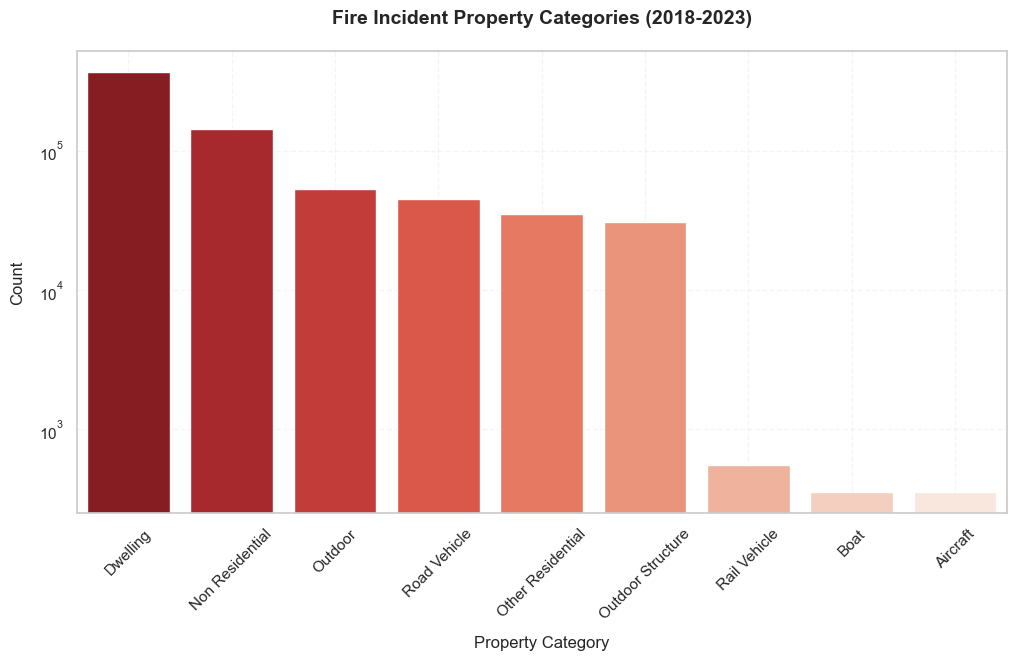 Fire Incident Property Categories (2018-2023)
Count
10^5
10^4
10^3
Dwelling
Non Residential
Outdoor
Road Vehicle
Other Residential
Outdoor Structure
Rail Vehicle
Boat
Aircraft
Property Category